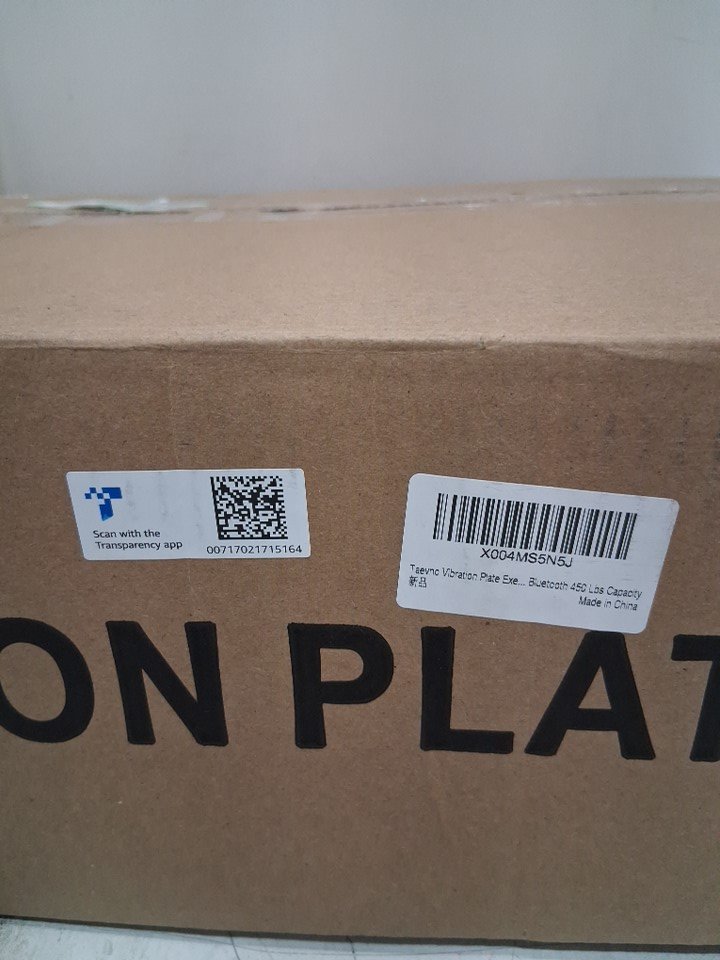 Scan with the
Transparency app
00717021715164
X004MS5N5J
Taevno Vibration Plate Exe... Bluetooth 450 Lbs Capacity
新品
Made in China
ON PLAT